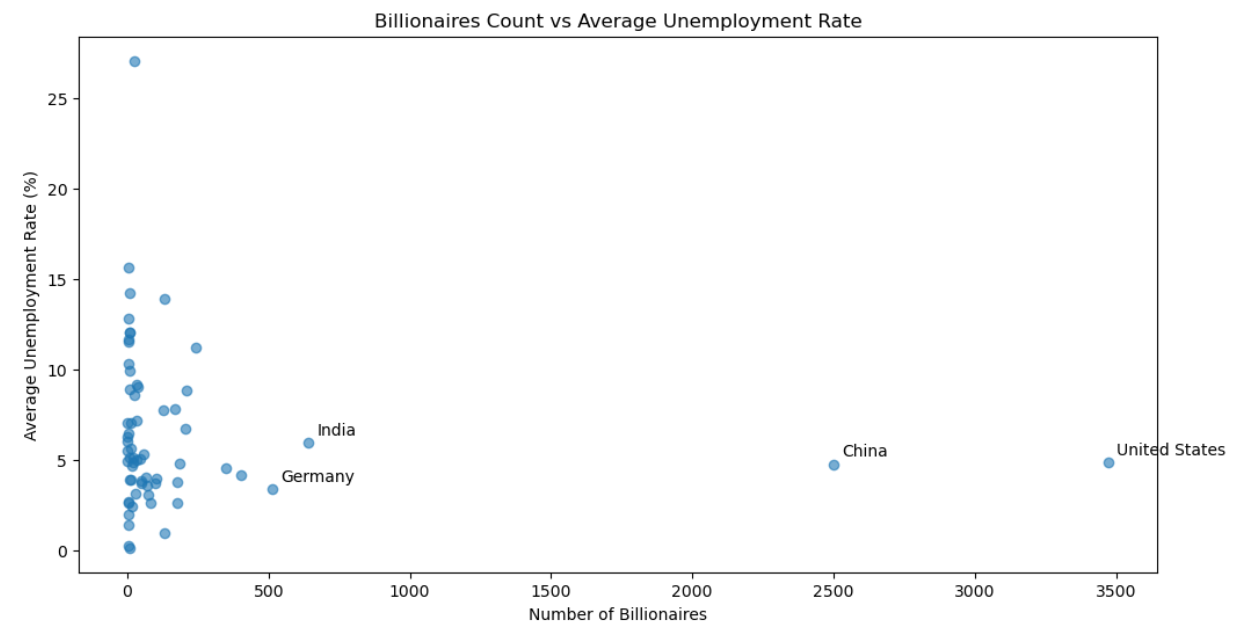 Billionaires Count vs Average Unemployment Rate
Average Unemployment Rate (%)
25
20
15
10
5
0
India
Germany
China
United States
0 500 1000 1500 2000 2500 3000 3500
Number of Billionaires